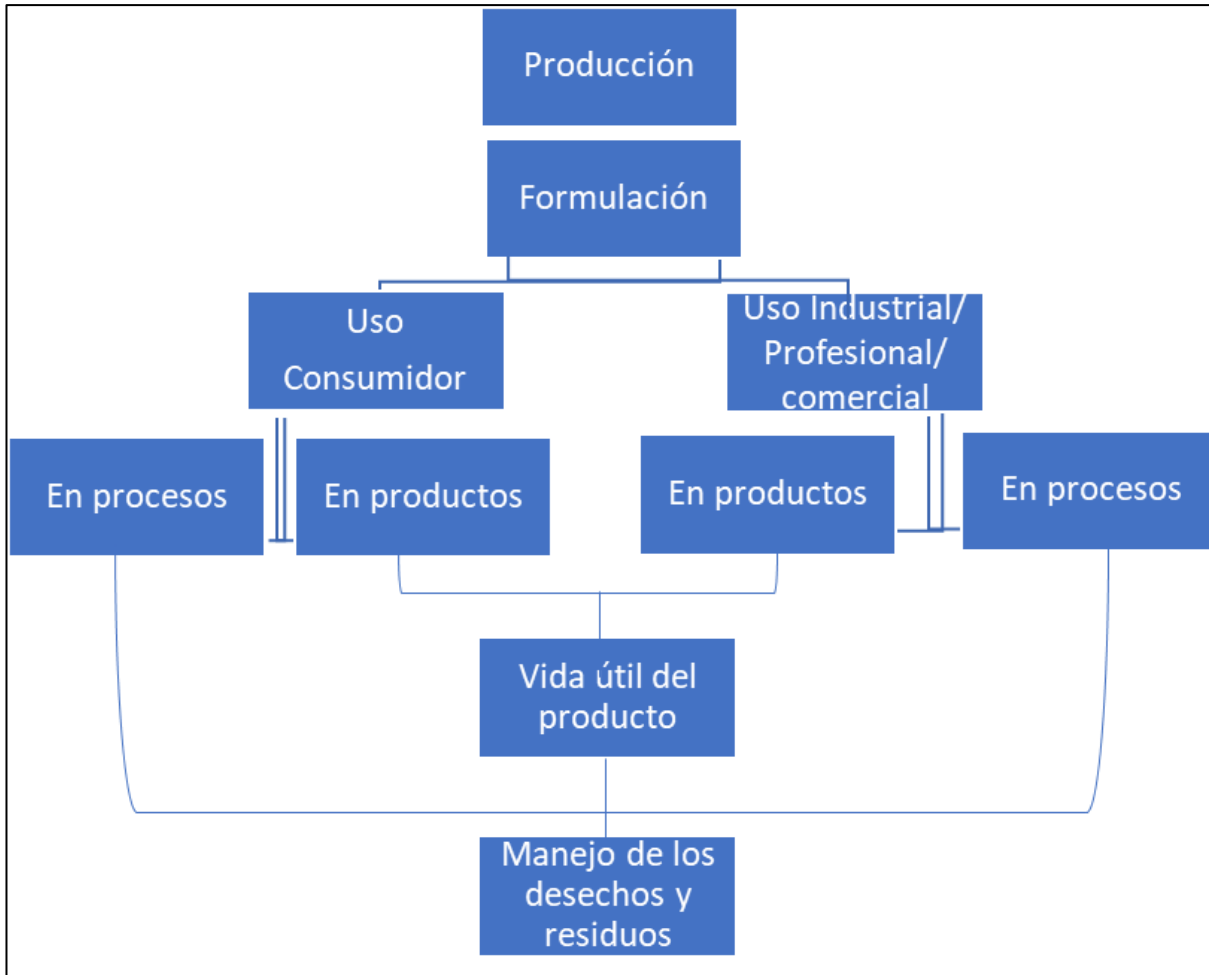 Producción
Formulación
Uso
Consumidor
Uso Industrial/
Profesional/
comercial
En procesos
En productos
En productos
En procesos
Vida útil del
producto
Manejo de los
desechos y
residuos